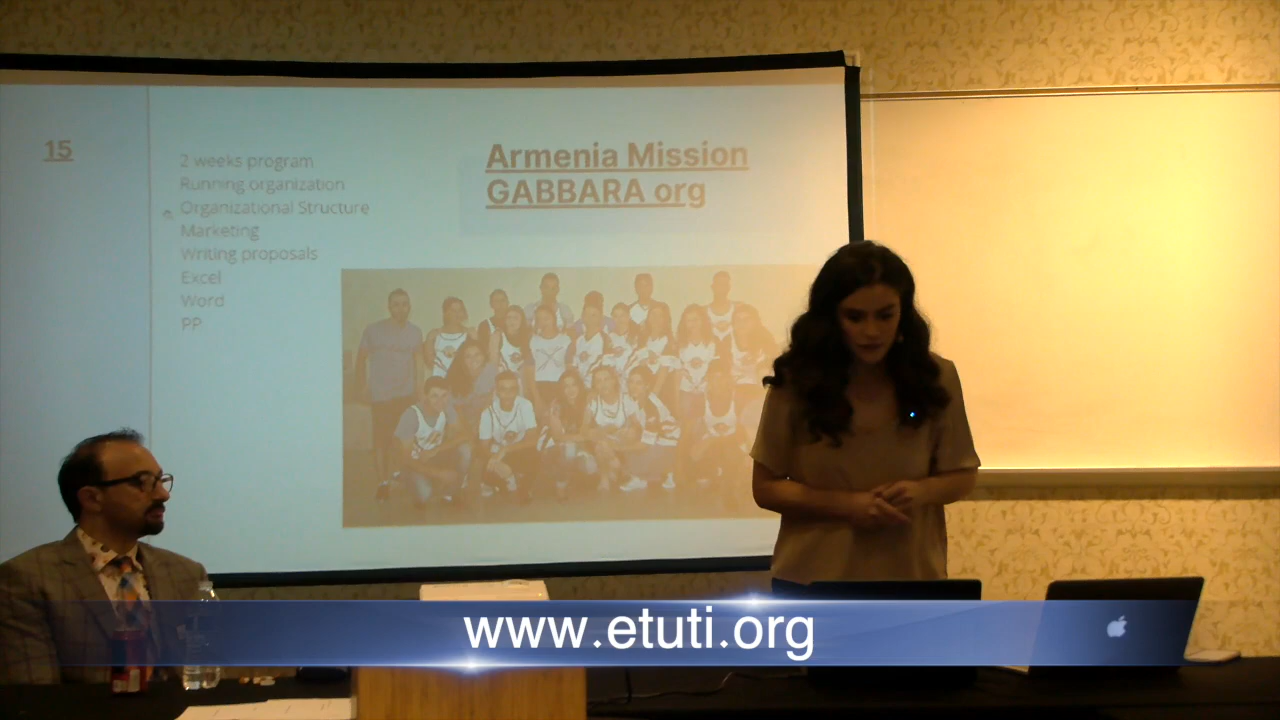 15
2 weeks program
Running organization
Organizational Structure
Marketing
Writing proposals
Excel
Word
PP
Armenia Mission
GABBARA org
www.etuti.org